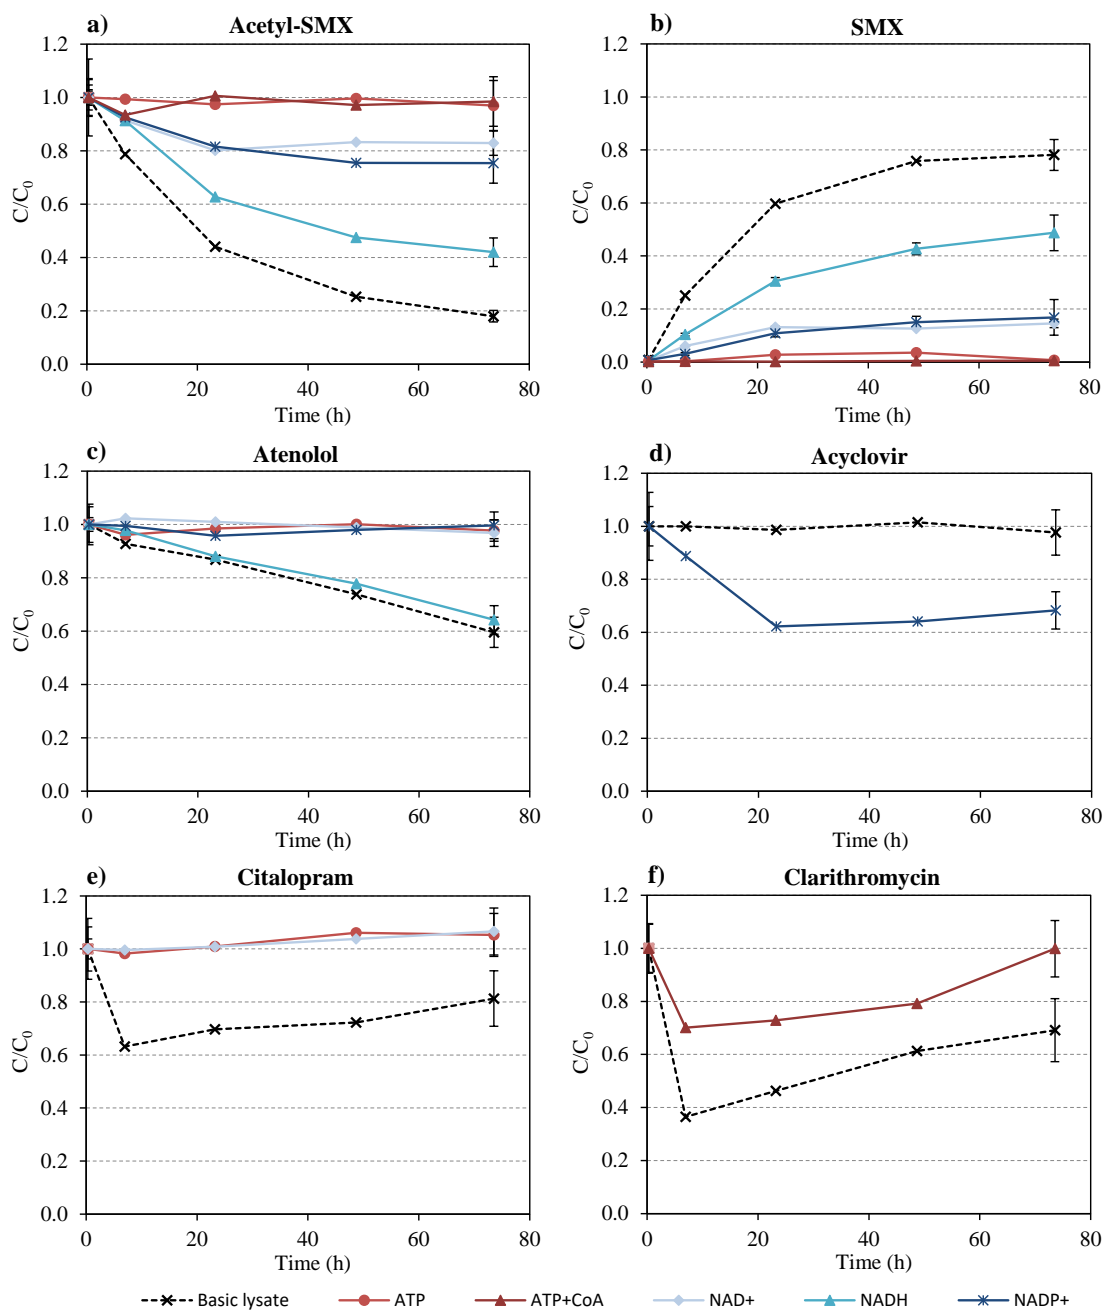 a) Acetyl-SMX
1.2
1.0
0.8
0.6
0.4
0.2
0.0
C/C0
0 20 40 60 80
Time (h)
b) SMX
1.2
1.0
0.8
0.6
0.4
0.2
0.0
C/C0
0 20 40 60 80
Time (h)
c) Atenolol
1.2
1.0
0.8
0.6
0.4
0.2
0.0
C/C0
0 20 40 60 80
Time (h)
d) Acyclovir
1.2
1.0
0.8
0.6
0.4
0.2
0.0
C/C0
0 20 40 60 80
Time (h)
e) Citalopram
1.2
1.0
0.8
0.6
0.4
0.2
0.0
C/C0
0 20 40 60 80
Time (h)
f) Clarithromycin
1.2
1.0
0.8
0.6
0.4
0.2
0.0
C/C0
0 20 40 60 80
Time (h)
Basic lysate ATP ATP+CoA NAD+ NADH NADP+